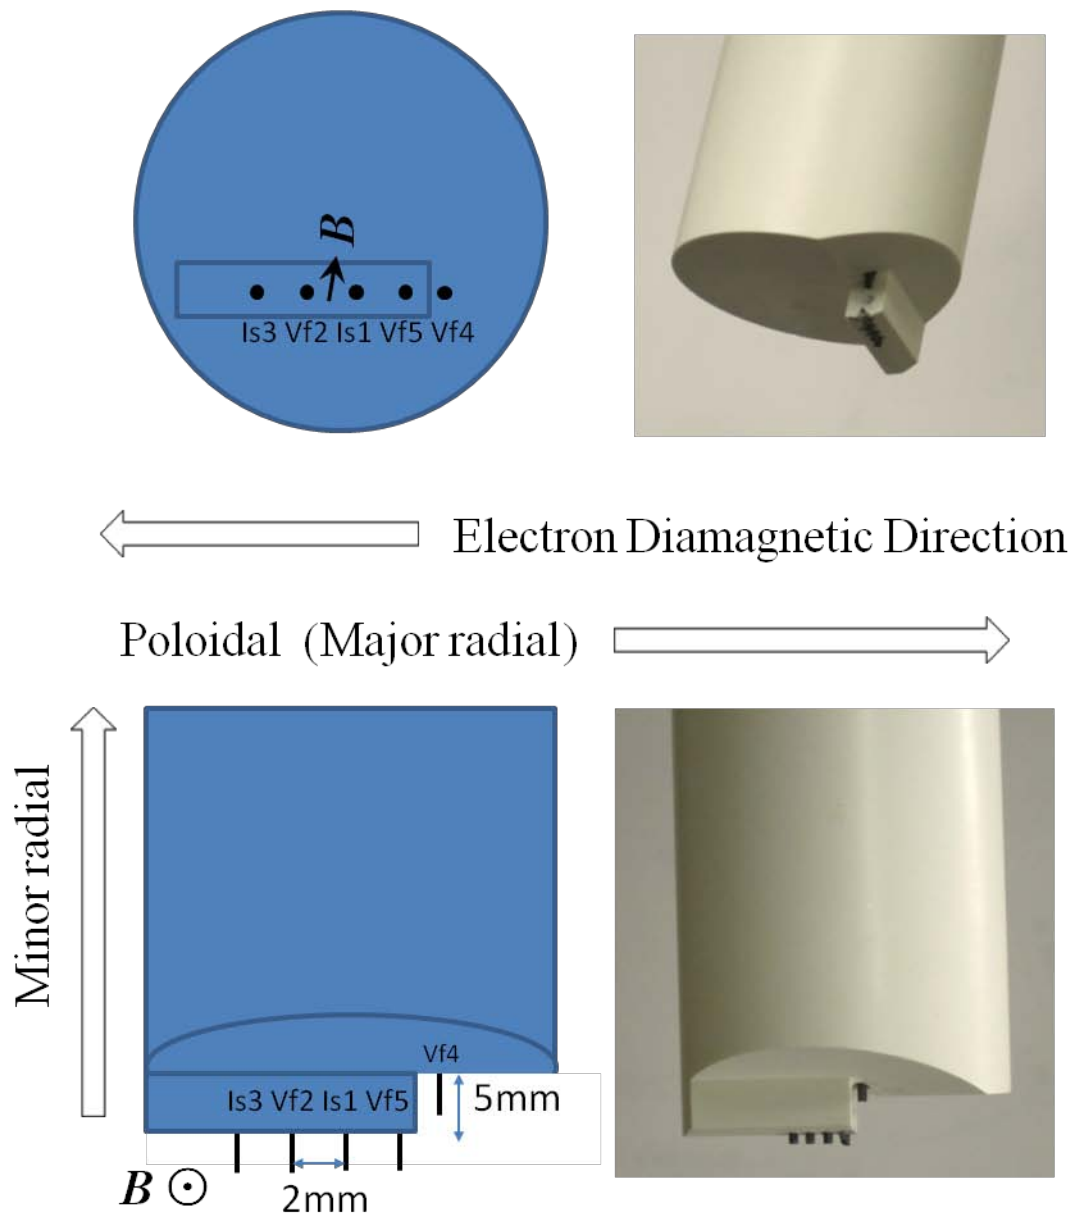 B
Is3 Vf2 Is1 Vf5 Vf4
Electron Diamagnetic Direction
Poloidal (Major radial)
Minor radial
Vf4
Is3 Vf2 Is1 Vf5
5mm
B
2mm